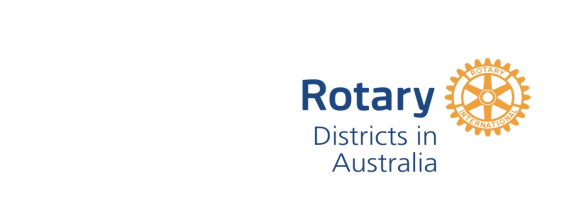 Rotary
Districts in
Australia
ROTARY
INTERNATIONAL